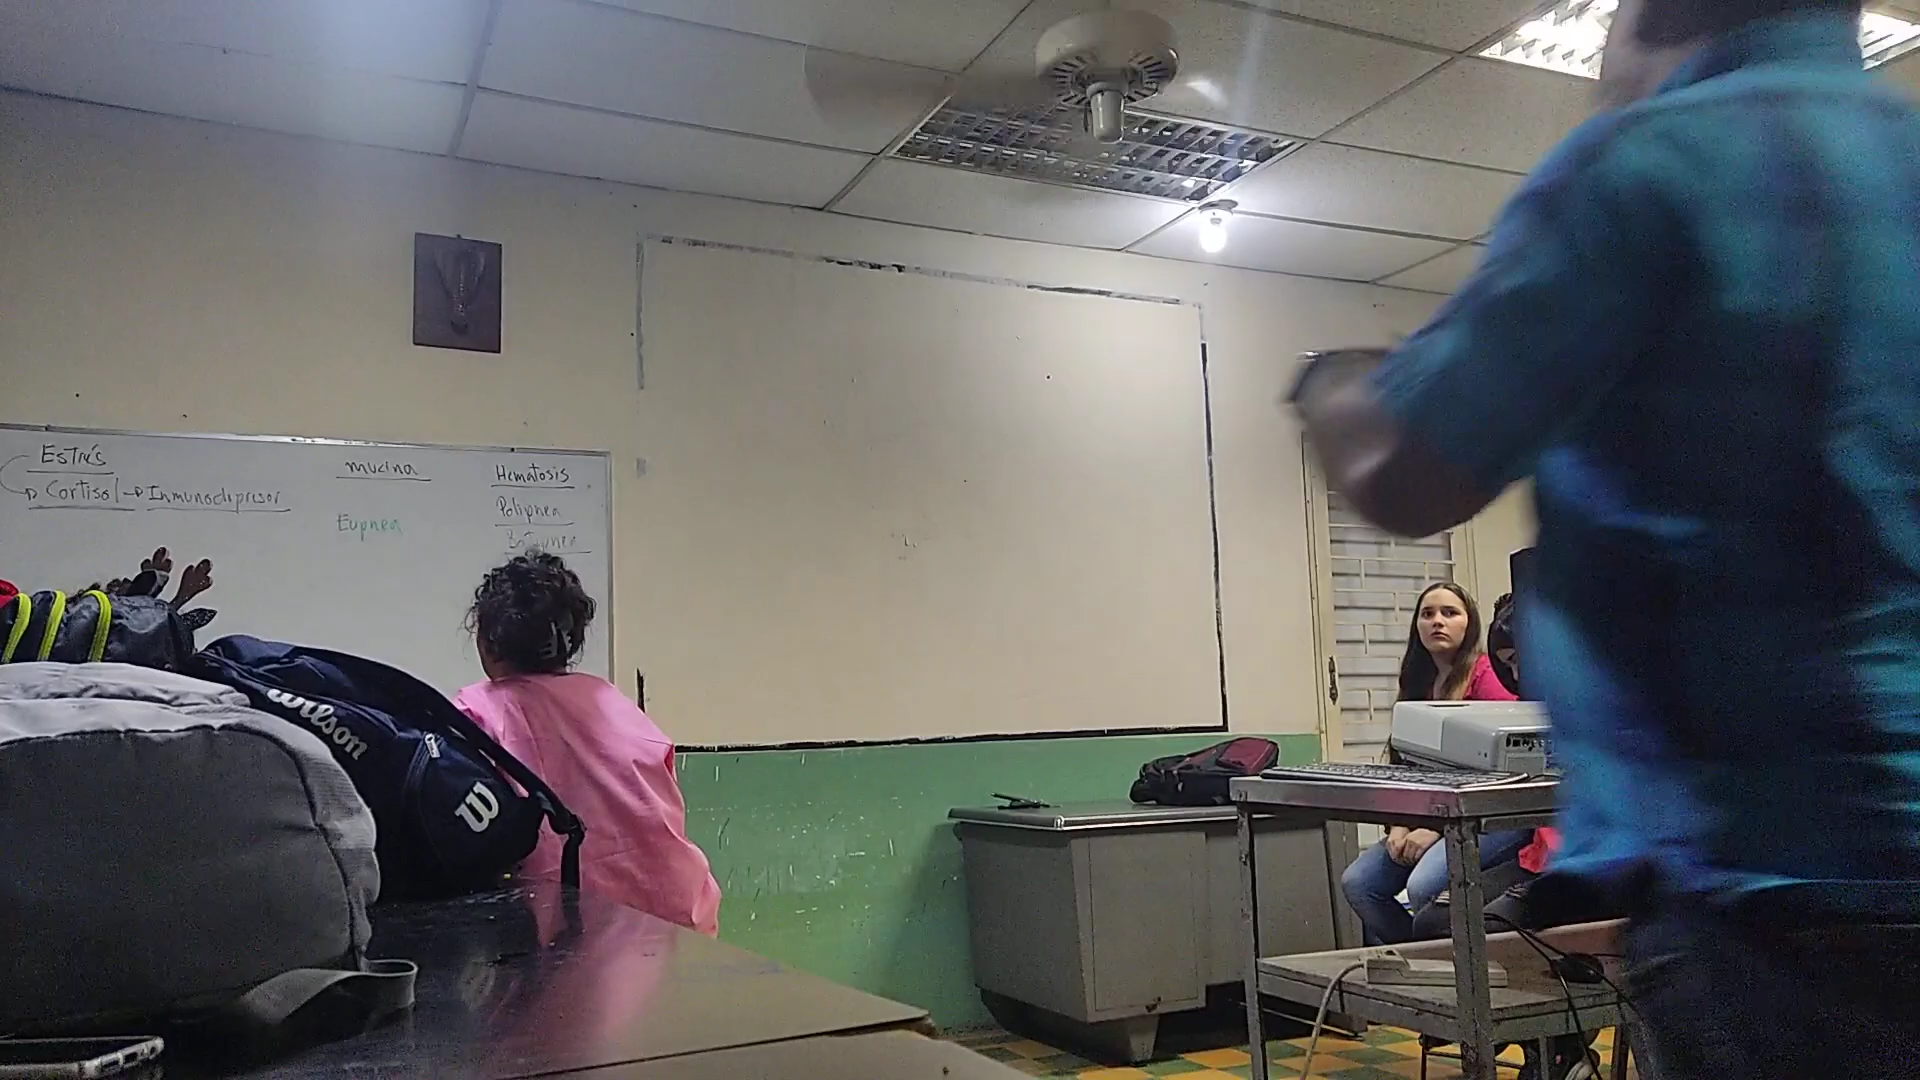 Estrés
Cortisol → Inmunodepresor
mucina
Eupnea
Hematosis
Polipnea
wilson
W